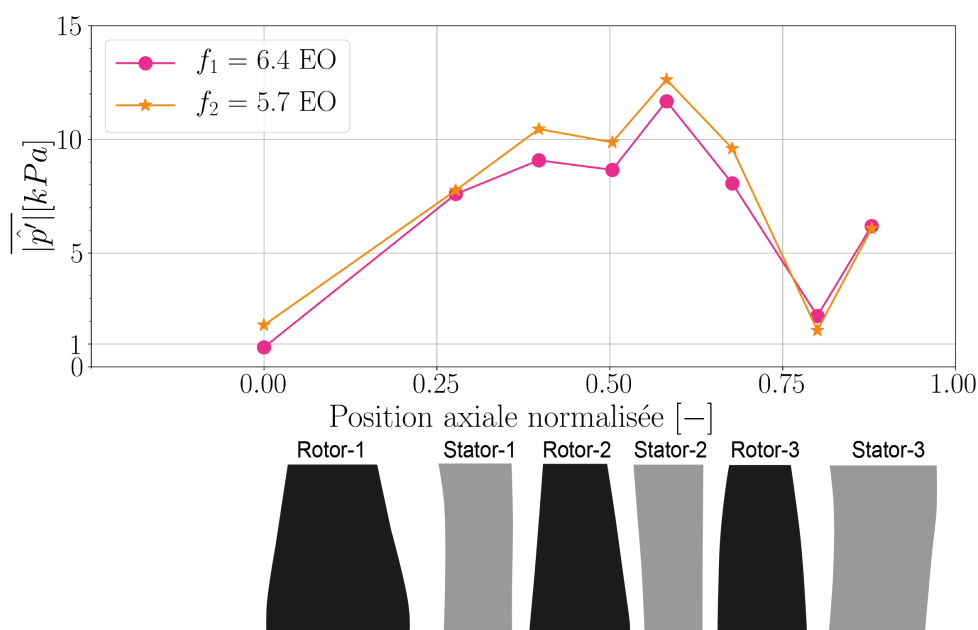 15
10
5
1
0
|p̂′| [kPa]
f₁ = 6.4 EO
f₂ = 5.7 EO
0.00 0.25 0.50 0.75 1.00
Position axiale normalisée [−]
Rotor-1 Stator-1 Rotor-2 Stator-2 Rotor-3 Stator-3